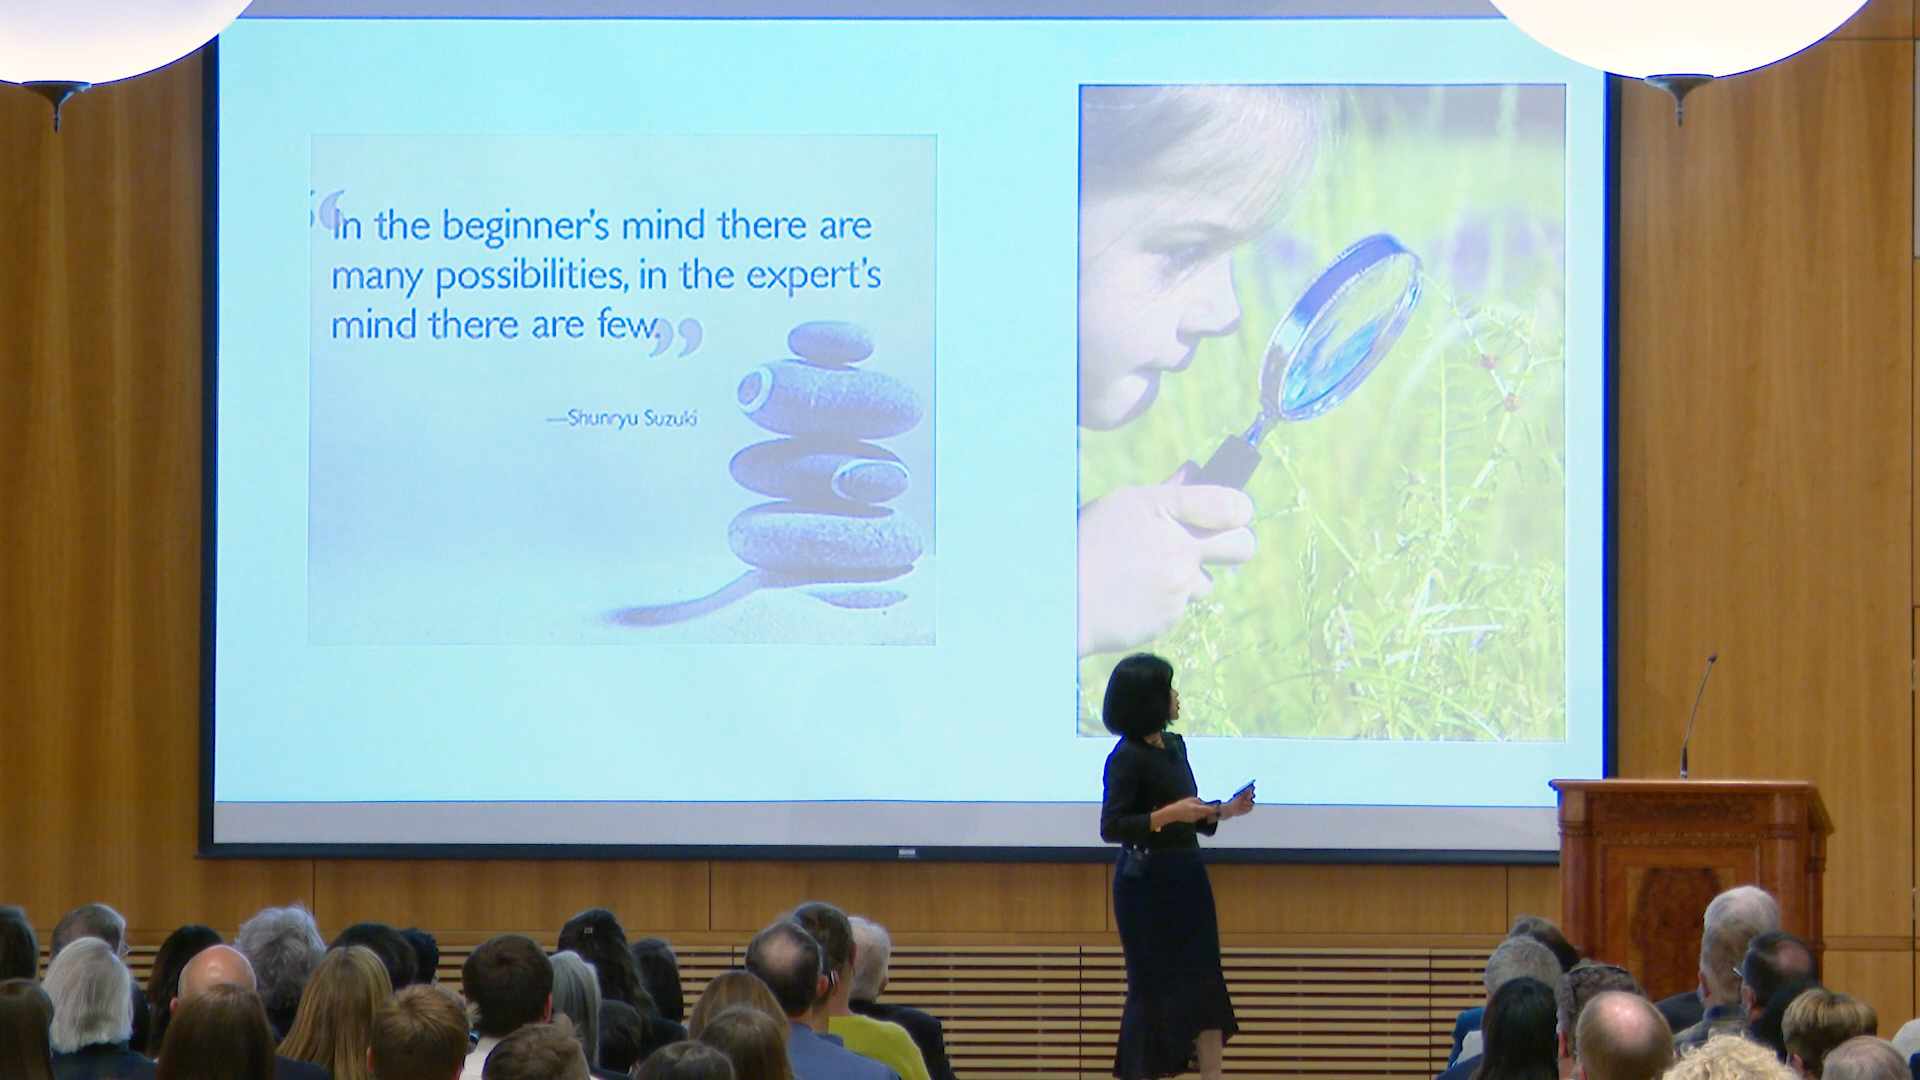 “In the beginner’s mind there are
many possibilities, in the expert’s
mind there are few.”
—Shunryu Suzuki